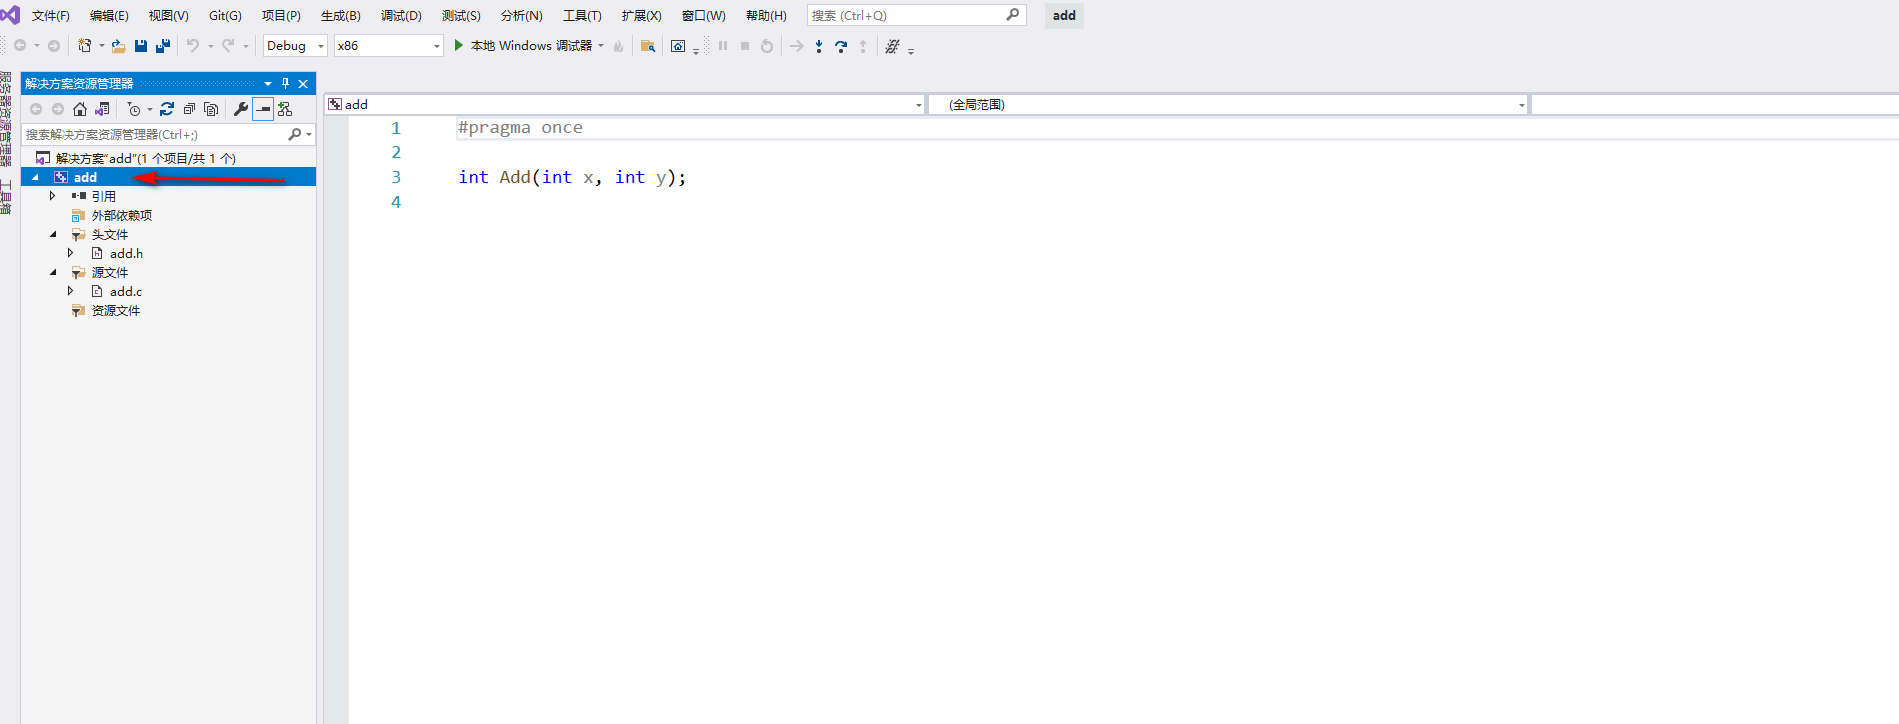 文件(F) 编辑(E) 视图(V) Git(G) 项目(P) 生成(B) 调试(D) 测试(S) 分析(N) 工具(T) 扩展(X) 窗口(W) 帮助(H) 搜索 (Ctrl+Q) add
Debug x86 本地 Windows 调试器
服务器资源管理器
工具箱
解决方案资源管理器
搜索解决方案资源管理器(Ctrl+;)
解决方案"add"(1 个项目/共 1 个)
add
引用
外部依赖项
头文件
add.h
源文件
add.c
资源文件
add (全局范围)
1 #pragma once
2
3 int Add(int x, int y);
4